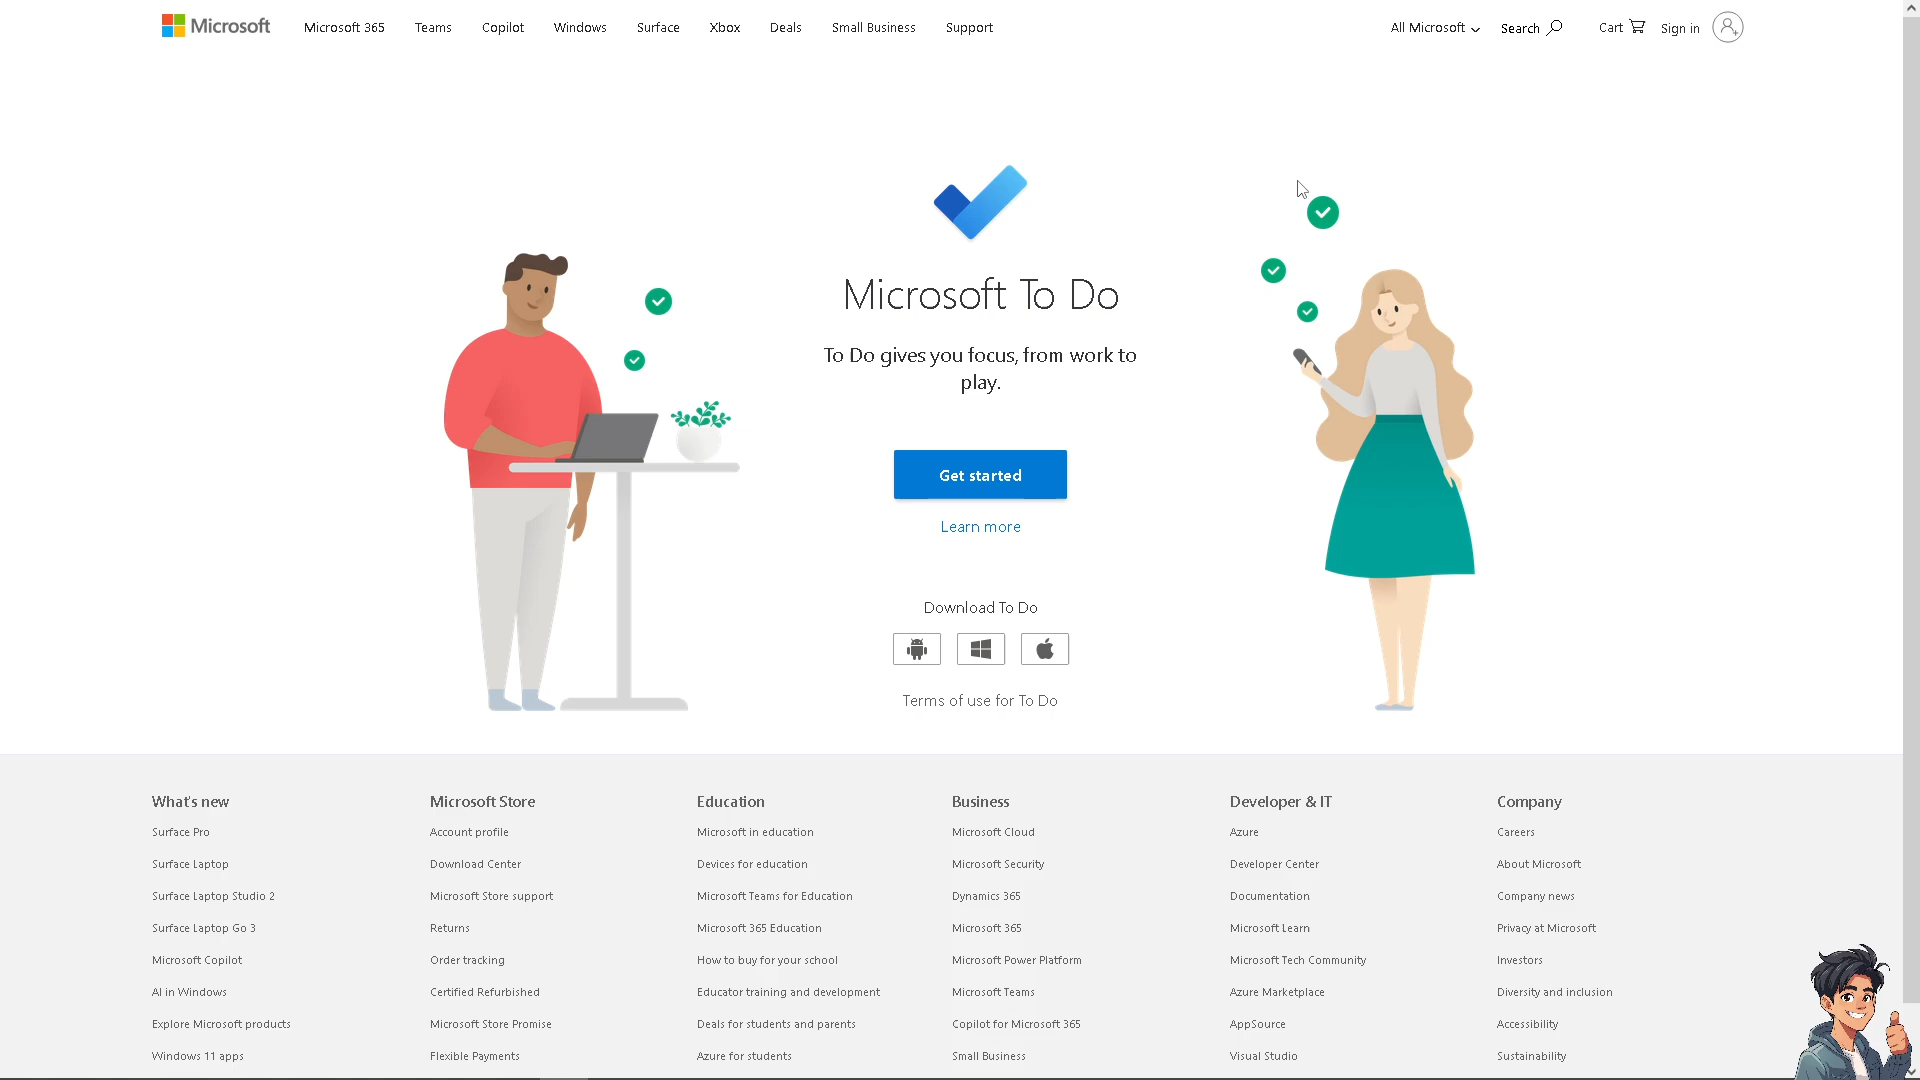 Microsoft
Microsoft 365
Teams
Copilot
Windows
Surface
Xbox
Deals
Small Business
Support
All Microsoft
Search
Cart
Sign in
Microsoft To Do
To Do gives you focus, from work to
play.
Get started
Learn more
Download To Do
Terms of use for To Do
What's new
Surface Pro
Surface Laptop
Surface Laptop Studio 2
Surface Laptop Go 3
Microsoft Copilot
AI in Windows
Explore Microsoft products
Windows 11 apps
Microsoft Store
Account profile
Download Center
Microsoft Store support
Returns
Order tracking
Certified Refurbished
Microsoft Store Promise
Flexible Payments
Education
Microsoft in education
Devices for education
Microsoft Teams for Education
Microsoft 365 Education
How to buy for your school
Educator training and development
Deals for students and parents
Azure for students
Business
Microsoft Cloud
Microsoft Security
Dynamics 365
Microsoft 365
Microsoft Power Platform
Microsoft Teams
Copilot for Microsoft 365
Small Business
Developer & IT
Azure
Developer Center
Documentation
Microsoft Learn
Microsoft Tech Community
Azure Marketplace
AppSource
Visual Studio
Company
Careers
About Microsoft
Company news
Privacy at Microsoft
Investors
Diversity and inclusion
Accessibility
Sustainability